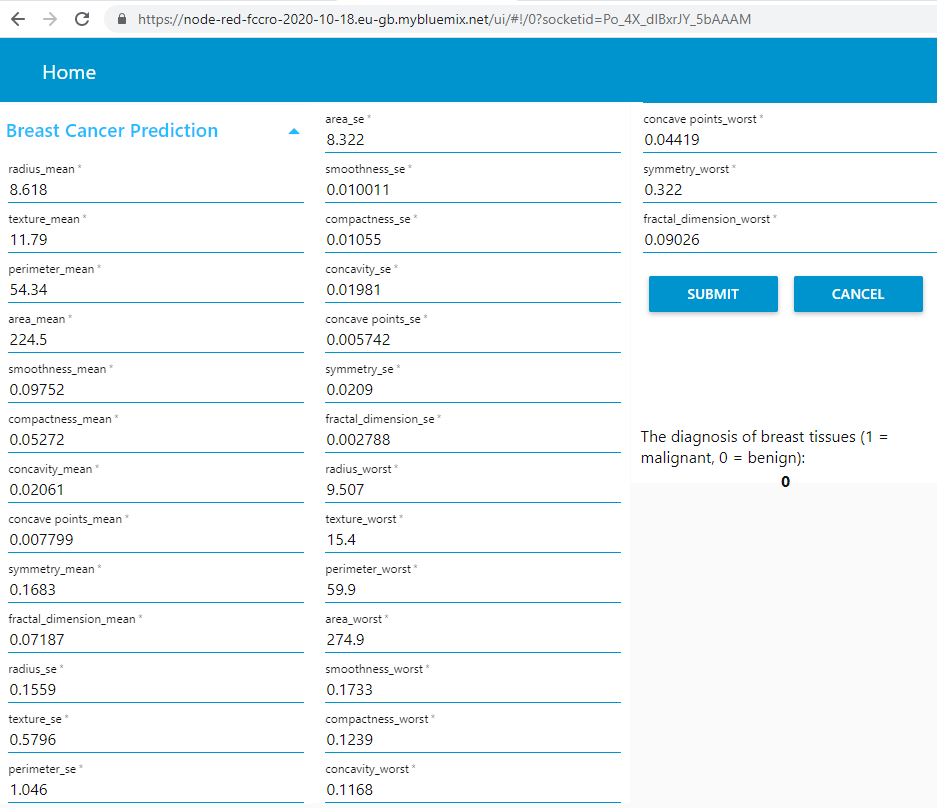 https://node-red-fccro-2020-10-18.eu-gb.mybluemix.net/ui/#!/0?socketid=Po_4X_dIBxrJY_5bAAAM
Home
Breast Cancer Prediction
radius_mean *
8.618
texture_mean *
11.79
perimeter_mean *
54.34
area_mean *
224.5
smoothness_mean *
0.09752
compactness_mean *
0.05272
concavity_mean *
0.02061
concave points_mean *
0.007799
symmetry_mean *
0.1683
fractal_dimension_mean *
0.07187
radius_se *
0.1559
texture_se *
0.5796
perimeter_se *
1.046
area_se *
8.322
smoothness_se *
0.010011
compactness_se *
0.01055
concavity_se *
0.01981
concave points_se *
0.005742
symmetry_se *
0.0209
fractal_dimension_se *
0.002788
radius_worst *
9.507
texture_worst *
15.4
perimeter_worst *
59.9
area_worst *
274.9
smoothness_worst *
0.1733
compactness_worst *
0.1239
concavity_worst *
0.1168
concave points_worst *
0.04419
symmetry_worst *
0.322
fractal_dimension_worst *
0.09026
SUBMIT CANCEL
The diagnosis of breast tissues (1 =
malignant, 0 = benign):
0